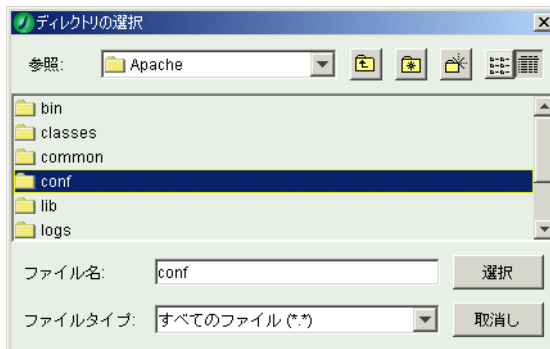 ディレクトリの選択
参照: Apache
bin
classes
common
conf
lib
logs
ファイル名: conf 選択
ファイルタイプ: すべてのファイル (*.*) 取消し